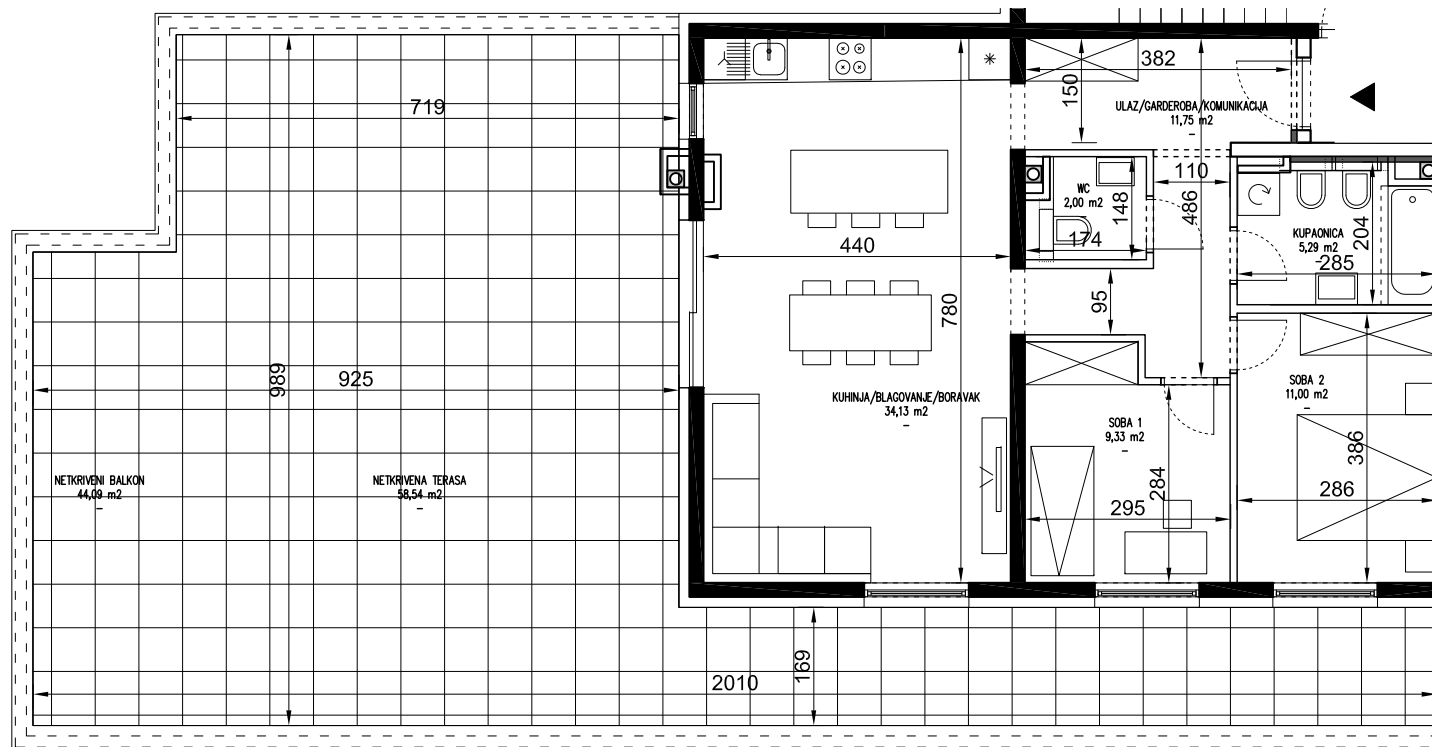 382
719
150
ULAZ/GARDEROBA/KOMUNIKACIJA
11,75 m2
110
WC
2,00 m2
148
486
174
KUPAONICA
5,29 m2
204
285
440
95
780
989
925
KUHINJA/BLAGOVANJE/BORAVAK
34,13 m2
SOBA 2
11,00 m2
386
286
SOBA 1
9,33 m2
284
295
NETKRIVENI BALKON
44,09 m2
NETKRIVENA TERASA
58,54 m2
169
2010